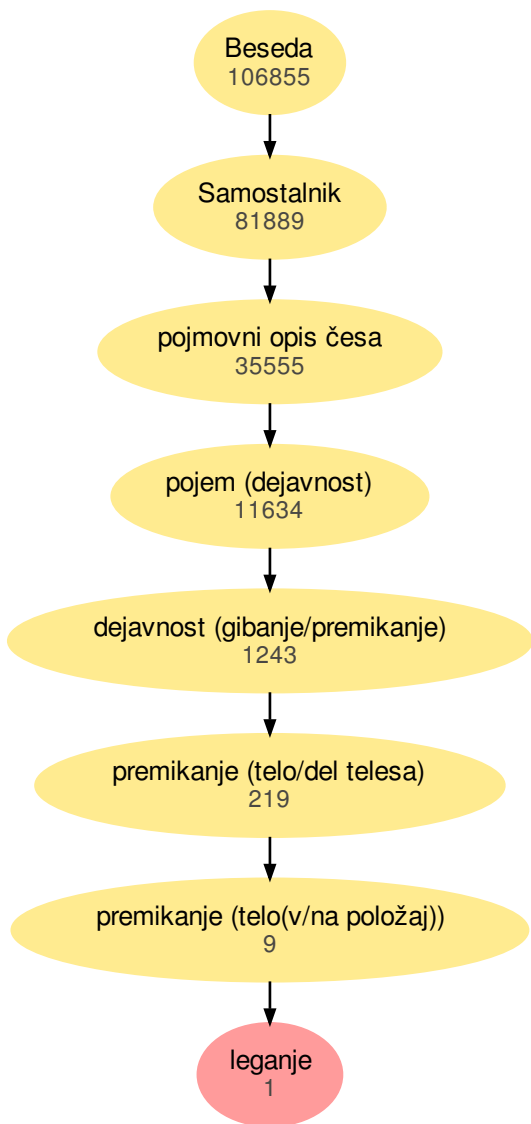 Beseda
106855
Samostalnik
81889
pojmovni opis česa
35555
pojem (dejavnost)
11634
dejavnost (gibanje/premikanje)
1243
premikanje (telo/del telesa)
219
premikanje (telo(v/na položaj))
9
leganje
1